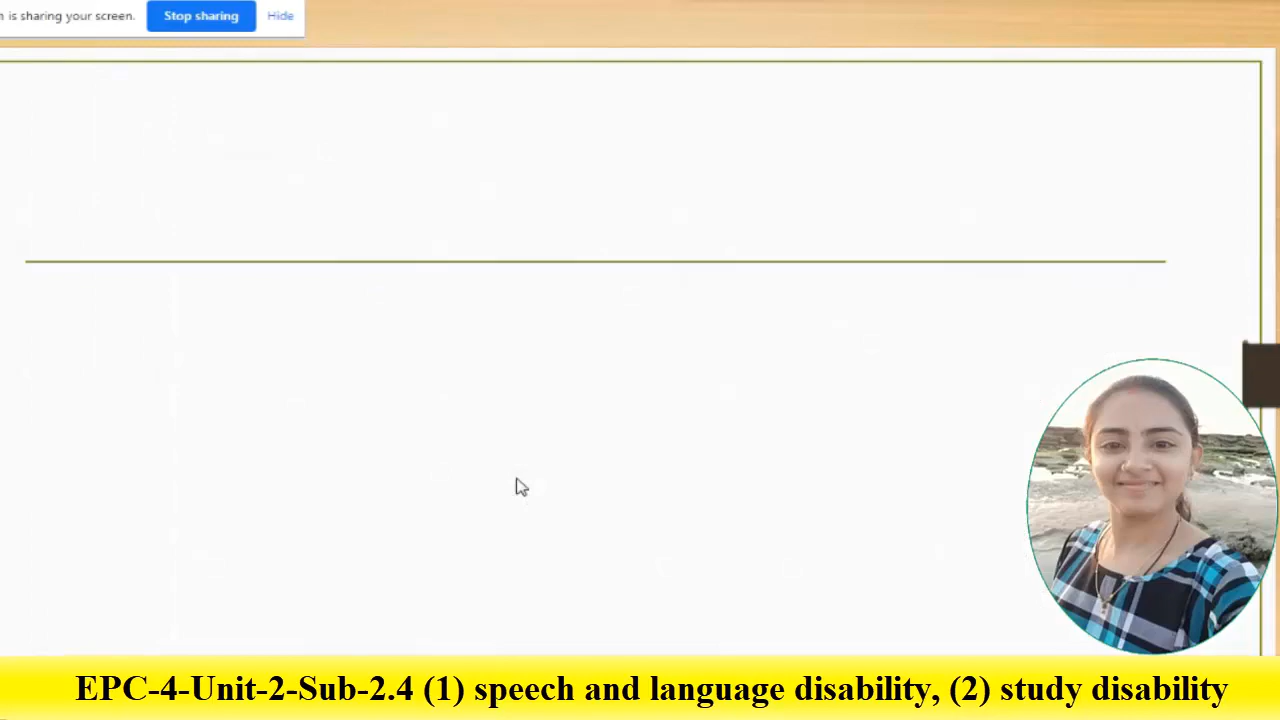 is sharing your screen. Stop sharing Hide
EPC-4-Unit-2-Sub-2.4 (1) speech and language disability, (2) study disability